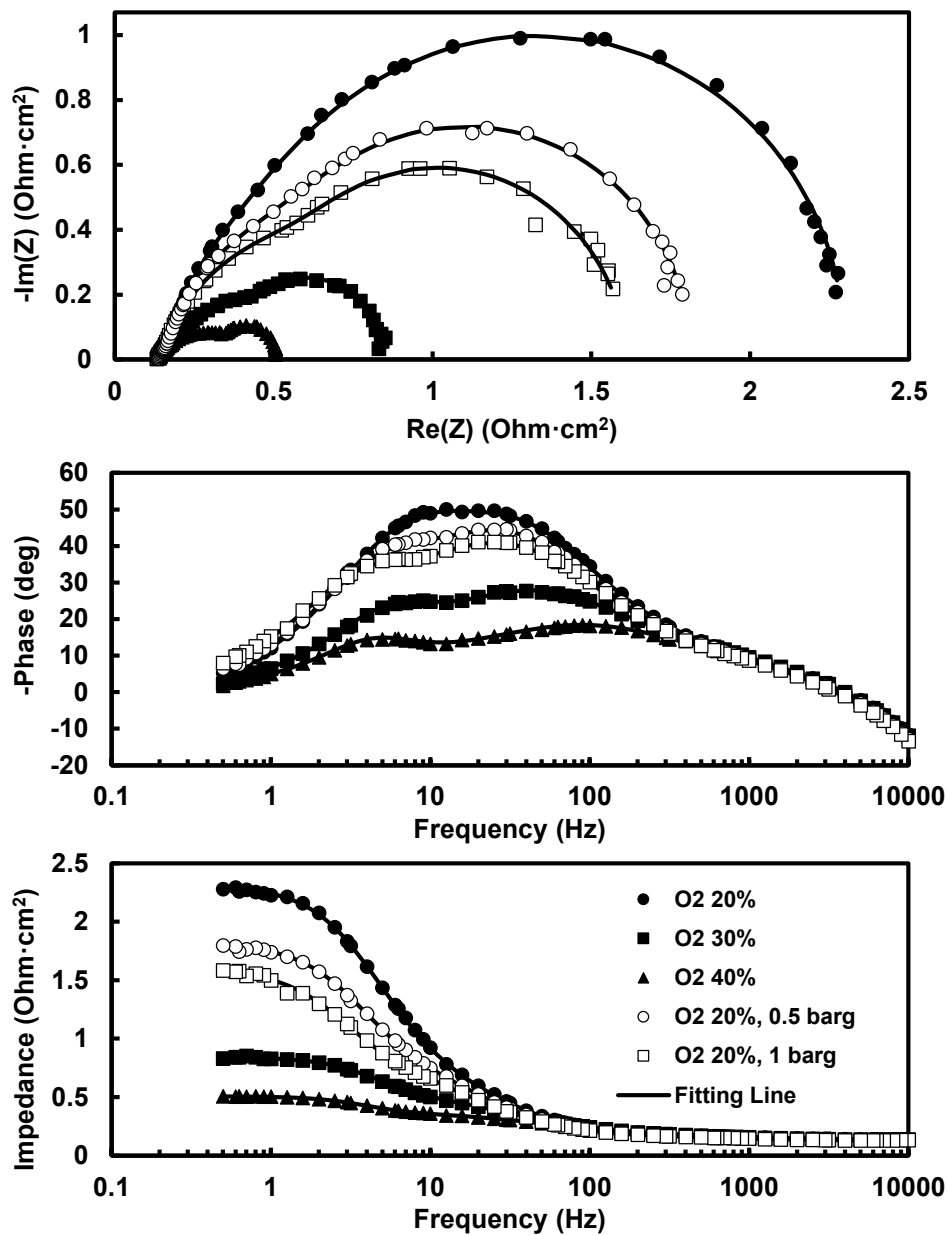 -Im(Z) (Ohm·cm²)
1
0.8
0.6
0.4
0.2
0
0 0.5 1 1.5 2 2.5
Re(Z) (Ohm·cm²)
-Phase (deg)
60
50
40
30
20
10
0
-10
-20
0.1 1 10 100 1000 10000
Frequency (Hz)
Impedance (Ohm·cm²)
2.5
2
1.5
1
0.5
0
O2 20%
O2 30%
O2 40%
O2 20%, 0.5 barg
O2 20%, 1 barg
Fitting Line
0.1 1 10 100 1000 10000
Frequency (Hz)